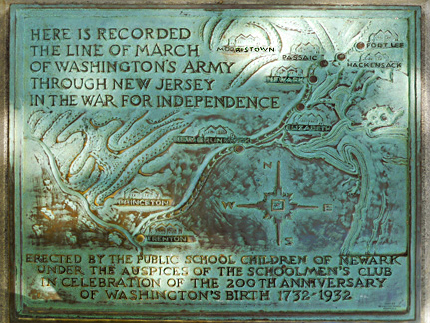 HERE IS RECORDED
THE LINE OF MARCH
OF WASHINGTON'S ARMY
THROUGH NEW JERSEY
IN THE WAR FOR INDEPENDENCE
MORRISTOWN
FORT LEE
PASSAIC
HACKENSACK
NEWARK
ELIZABETH
NEW BRUNSWICK
PRINCETON
TRENTON
N
W E
S
ERECTED BY THE PUBLIC SCHOOL CHILDREN OF NEWARK
UNDER THE AUSPICES OF THE SCHOOLMEN'S CLUB
IN CELEBRATION OF THE 200TH ANNIVERSARY
OF WASHINGTON'S BIRTH 1732-1932